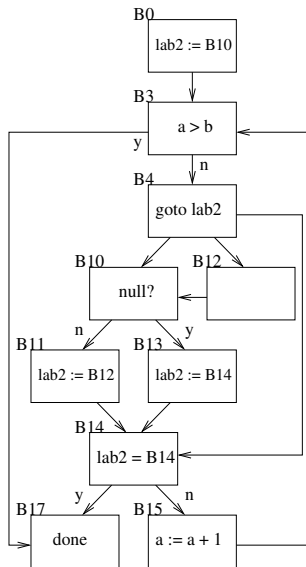 B0
lab2 := B10
B3
a > b
y
n
B4
goto lab2
B10
B12
null?
n
y
B11
B13
lab2 := B12
lab2 := B14
B14
lab2 = B14
y
n
B17
B15
done
a := a + 1